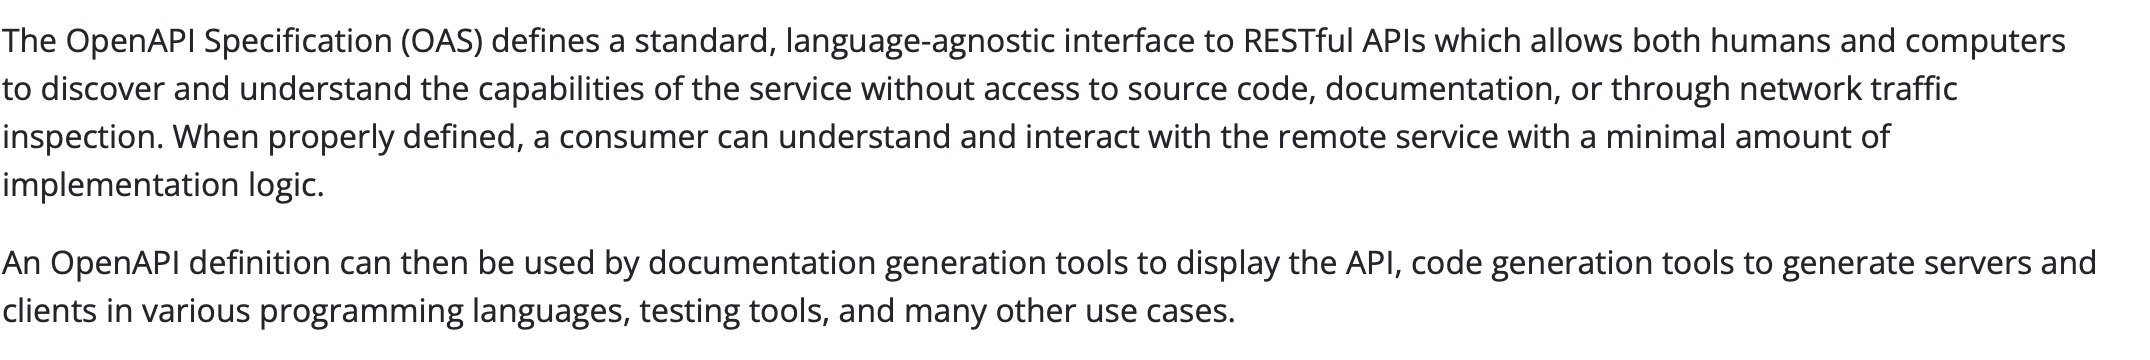 The OpenAPI Specification (OAS) defines a standard, language-agnostic interface to RESTful APIs which allows both humans and computers
to discover and understand the capabilities of the service without access to source code, documentation, or through network traffic
inspection. When properly defined, a consumer can understand and interact with the remote service with a minimal amount of
implementation logic.
An OpenAPI definition can then be used by documentation generation tools to display the API, code generation tools to generate servers and
clients in various programming languages, testing tools, and many other use cases.